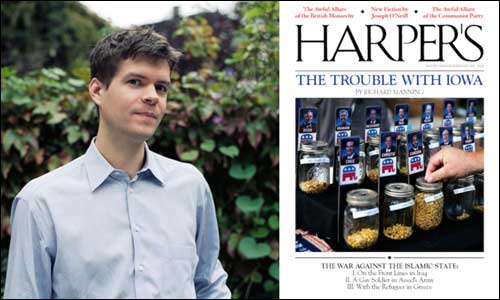 The Awful Allure
of the British Monarchy
New Fiction by
Joseph O'Neill
The Awful Allure
of the Communist Party
HARPER'S
THE TROUBLE WITH IOWA
BY RICHARD MANNING
THE WAR AGAINST THE ISLAMIC STATE:
I. On the Front Lines in Iraq
II. A Gay Soldier in Assad's Army
III. With the Refugees in Greece